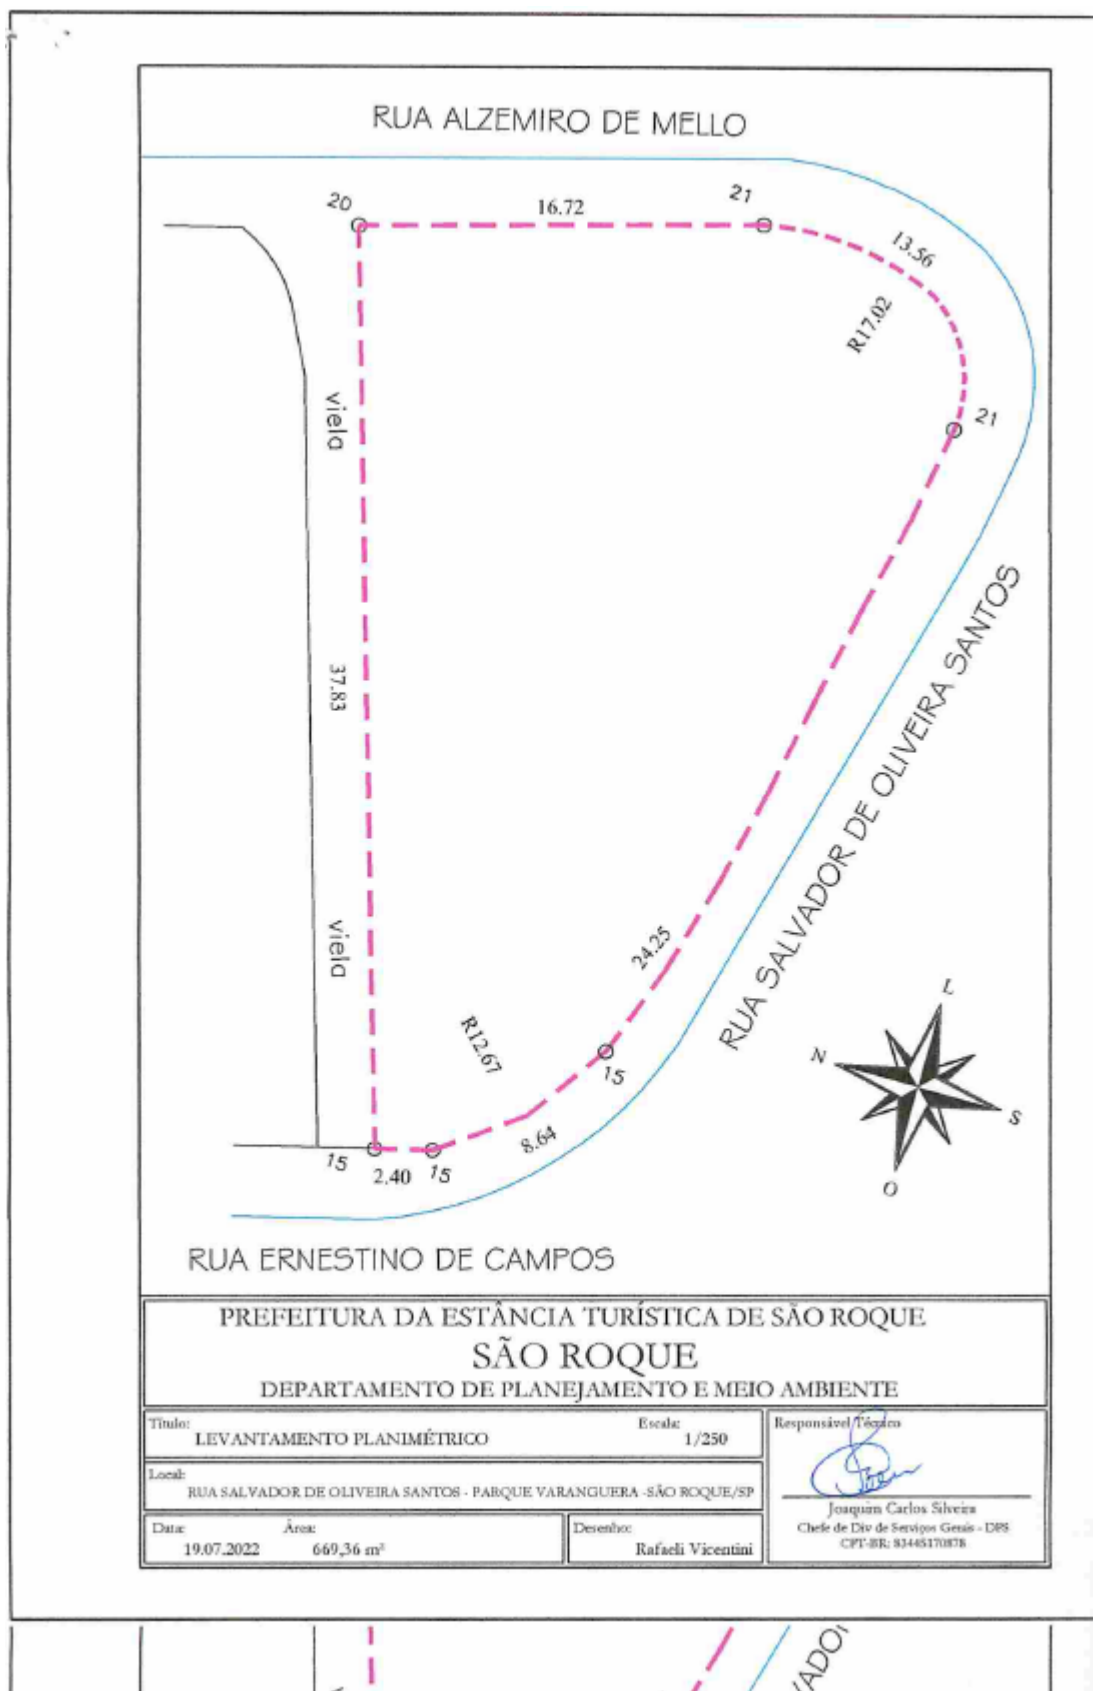 RUA ALZEMIRO DE MELLO
20
16.72
21
13.56
R17.02
21
viela
37.83
RUA SALVADOR DE OLIVEIRA SANTOS
viela
24.25
R12.67
15
8.64
15
2.40
15
L
N
S
O
RUA ERNESTINO DE CAMPOS
PREFEITURA DA ESTÂNCIA TURÍSTICA DE SÃO ROQUE
SÃO ROQUE
DEPARTAMENTO DE PLANEJAMENTO E MEIO AMBIENTE
Título:
LEVANTAMENTO PLANIMÉTRICO
Escala:
1/250
Responsável Técnico
Local:
RUA SALVADOR DE OLIVEIRA SANTOS - PARQUE VARANGUERA -SÃO ROQUE/SP
Joaquim Carlos Silveira
Chefe de Div de Serviços Gerais - DPS
CFT-BR: 83445170878
Data:
19.07.2022
Área:
669,36 m²
Desenho:
Rafaeli Vicentini